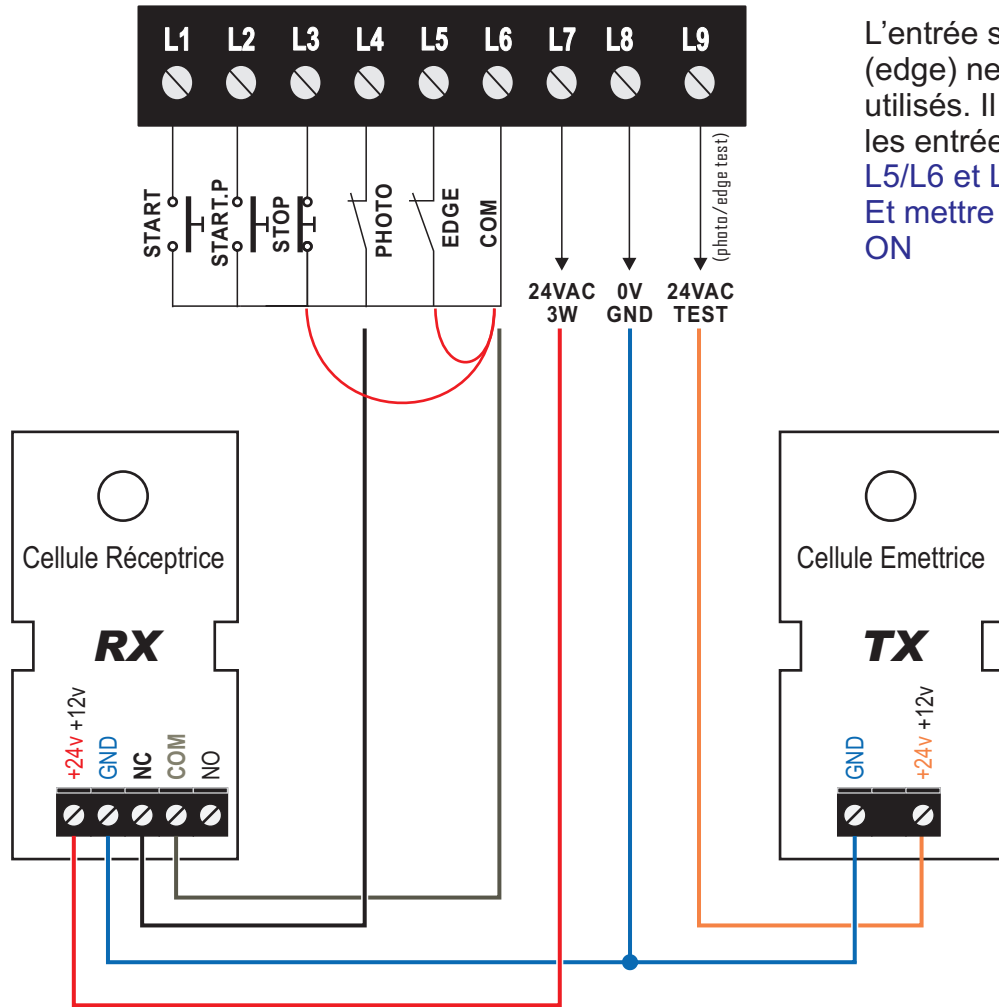 L1 L2 L3 L4 L5 L6 L7 L8 L9
START
START.P
STOP
PHOTO
EDGE
COM
(photo/edge test)
24VAC
3W
0V
GND
24VAC
TEST
L'entrée s
(edge) ne
utilisés. Il
les entrée
L5/L6 et L
Et mettre
ON
Cellule Réceptrice
RX
+24v +12v
GND
NC
COM
NO
Cellule Emettrice
TX
GND
+24v +12v